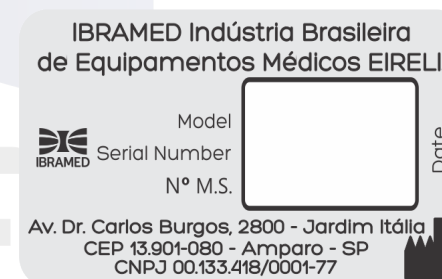 IBRAMED Indústria Brasileira
de Equipamentos Médicos EIRELI
Model
IBRAMED
Serial Number
Nº M.S.
Date
Av. Dr. Carlos Burgos, 2800 - Jardim Itália
CEP 13.901-080 - Amparo - SP
CNPJ 00.133.418/0001-77